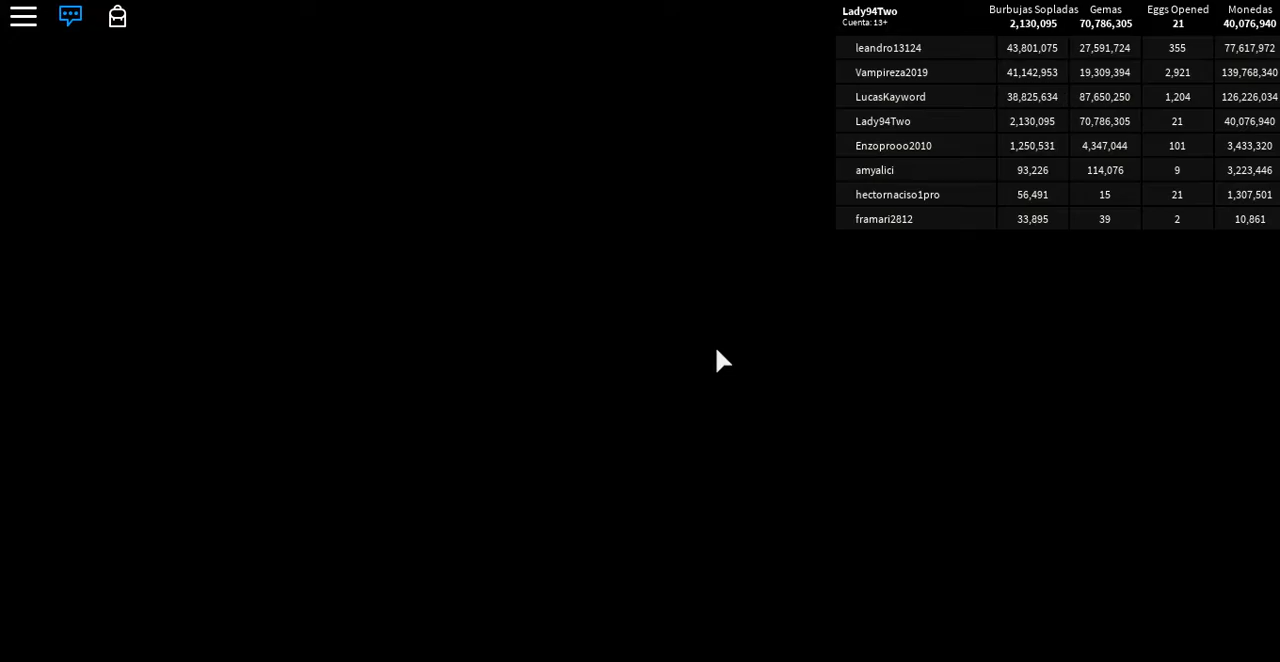 Lady94Two Burbujas Sopladas Gemas Eggs Opened Monedas
Cuenta: 13+ 2,130,095 70,786,305 21 40,076,940
leandro13124 43,801,075 27,591,724 355 77,617,972
Vampireza2019 41,142,953 19,309,394 2,921 139,768,340
LucasKayword 38,825,634 87,650,250 1,204 126,226,034
Lady94Two 2,130,095 70,786,305 21 40,076,940
Enzoprooo2010 1,250,531 4,347,044 101 3,433,320
amyalici 93,226 114,076 9 3,223,446
hectornaciso1pro 56,491 15 21 1,307,501
framari2812 33,895 39 2 10,861